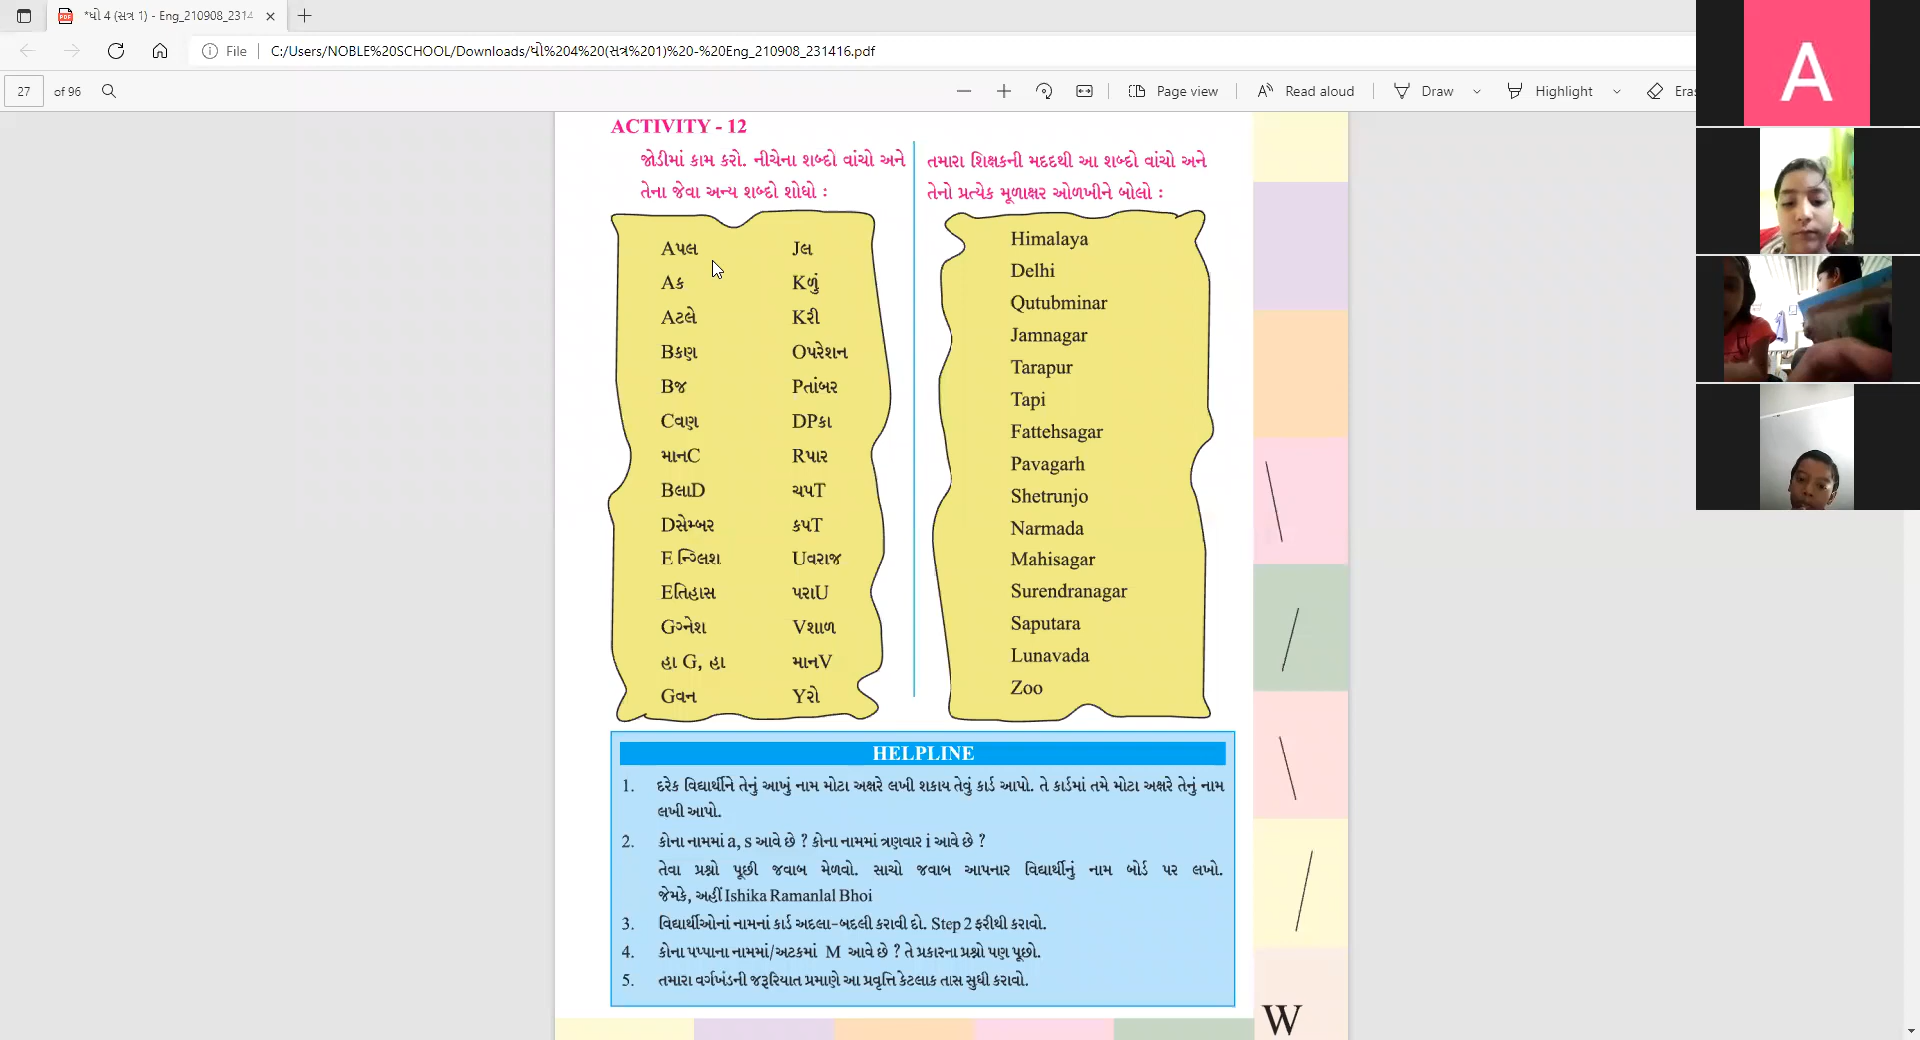 *ધો 4 (સત્ર 1) - Eng_210908_2314
File
C:/Users/NOBLE%20SCHOOL/Downloads/ધો%204%20(સત્ર%201)%20-%20Eng_210908_231416.pdf
27 of 96
Page view
Read aloud
Draw
Highlight
Eras
A
ACTIVITY - 12
જોડીમાં કામ કરો. નીચેના શબ્દો વાંચો અને
તેના જેવા અન્ય શબ્દો શોધો :
Aપલ Jલ
Aક Kળું
Aટલે Kરી
Bકણ Oપરેશન
Bજ Pતાંબર
Cવણ DPકા
માનC Rપાર
BલાD ચપT
Dસેમ્બર કપT
Eન્ગ્લિશ Uવરાજ
Eતિહાસ પરાU
Gગ્નેશ Vશાળ
હા G, હા માનV
Gવન Yરો
તમારા શિક્ષકની મદદથી આ શબ્દો વાંચો અને
તેનો પ્રત્યેક મૂળાક્ષર ઓળખીને બોલો :
Himalaya
Delhi
Qutubminar
Jamnagar
Tarapur
Tapi
Fattehsagar
Pavagarh
Shetrunjo
Narmada
Mahisagar
Surendranagar
Saputara
Lunavada
Zoo
HELPLINE
1. દરેક વિદ્યાર્થીને તેનું આખું નામ મોટા અક્ષરે લખી શકાય તેવું કાર્ડ આપો. તે કાર્ડમાં તમે મોટા અક્ષરે તેનું નામ
લખી આપો.
2. કોના નામમાં a, s આવે છે ? કોના નામમાં ત્રણવાર i આવે છે ?
તેવા પ્રશ્નો પૂછી જવાબ મેળવો. સાચો જવાબ આપનાર વિદ્યાર્થીનું નામ બોર્ડ પર લખો.
જેમકે, અહીં Ishika Ramanlal Bhoi
3. વિદ્યાર્થીઓનાં નામનાં કાર્ડ અદલા-બદલી કરાવી દો. Step 2 ફરીથી કરાવો.
4. કોના પપ્પાના નામમાં/અટકમાં M આવે છે ? તે પ્રકારના પ્રશ્નો પણ પૂછો.
5. તમારા વર્ગખંડની જરૂરિયાત પ્રમાણે આ પ્રવૃત્તિ કેટલાક તાસ સુધી કરાવો.
W